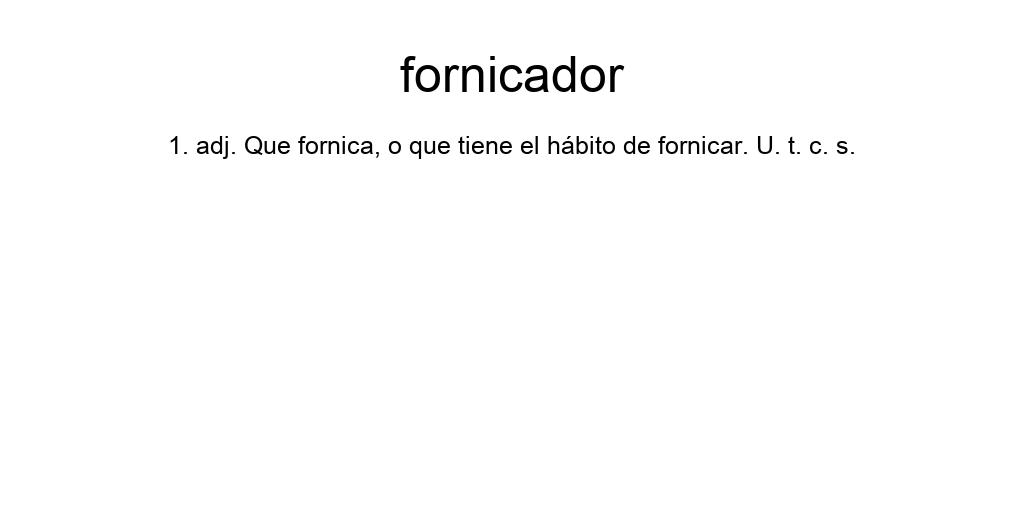 fornicador
1. adj. Que fornica, o que tiene el hábito de fornicar. U. t. c. s.